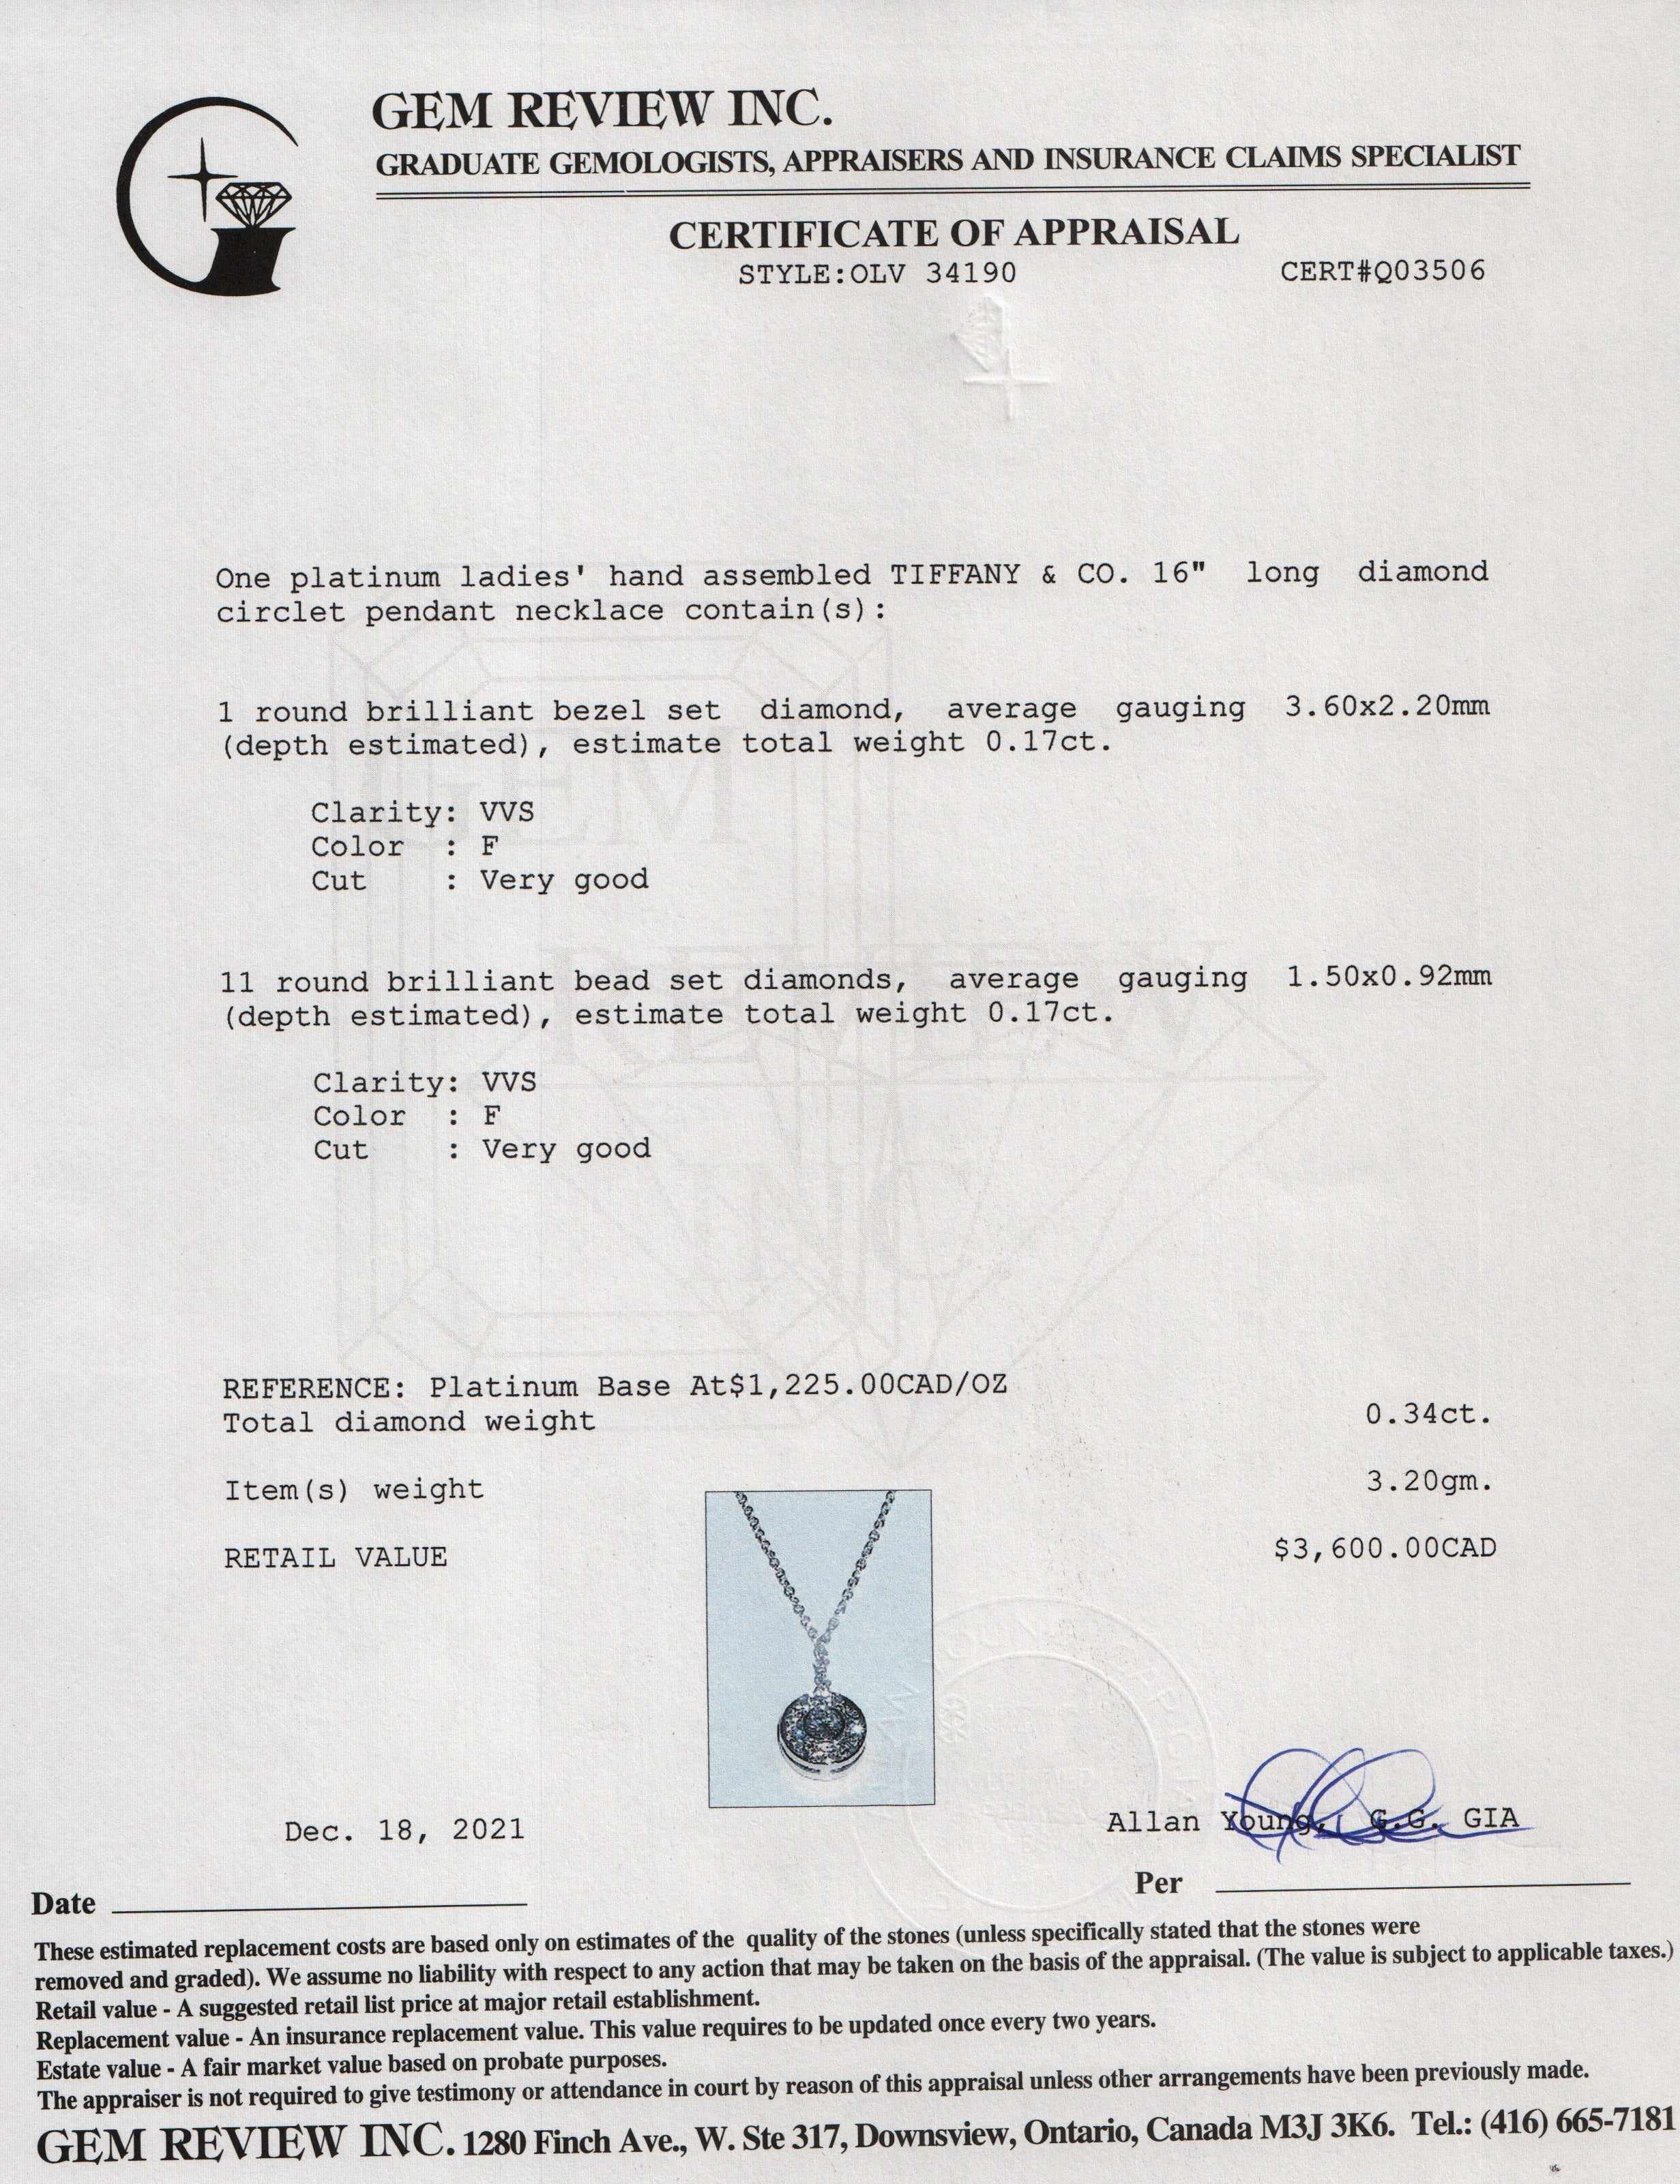 GEM REVIEW INC.
GRADUATE GEMOLOGISTS, APPRAISERS AND INSURANCE CLAIMS SPECIALIST
CERTIFICATE OF APPRAISAL
STYLE:OLV 34190 CERT#Q03506
One platinum ladies' hand assembled TIFFANY & CO. 16" long diamond
circlet pendant necklace contain(s):
1 round brilliant bezel set diamond, average gauging 3.60x2.20mm
(depth estimated), estimate total weight 0.17ct.
Clarity: VVS
Color : F
Cut : Very good
11 round brilliant bead set diamonds, average gauging 1.50x0.92mm
(depth estimated), estimate total weight 0.17ct.
Clarity: VVS
Color : F
Cut : Very good
GEM
REVIEW
INC
REFERENCE: Platinum Base At$1,225.00CAD/OZ
Total diamond weight 0.34ct.
Item(s) weight 3.20gm.
RETAIL VALUE $3,600.00CAD
Dec. 18, 2021 Allan Young, G.G. GIA
Date Per
These estimated replacement costs are based only on estimates of the quality of the stones (unless specifically stated that the stones were
removed and graded). We assume no liability with respect to any action that may be taken on the basis of the appraisal. (The value is subject to applicable taxes.)
Retail value - A suggested retail list price at major retail establishment.
Replacement value - An insurance replacement value. This value requires to be updated once every two years.
Estate value - A fair market value based on probate purposes.
The appraiser is not required to give testimony or attendance in court by reason of this appraisal unless other arrangements have been previously made.
GEM REVIEW INC. 1280 Finch Ave., W. Ste 317, Downsview, Ontario, Canada M3J 3K6. Tel.: (416) 665-7181